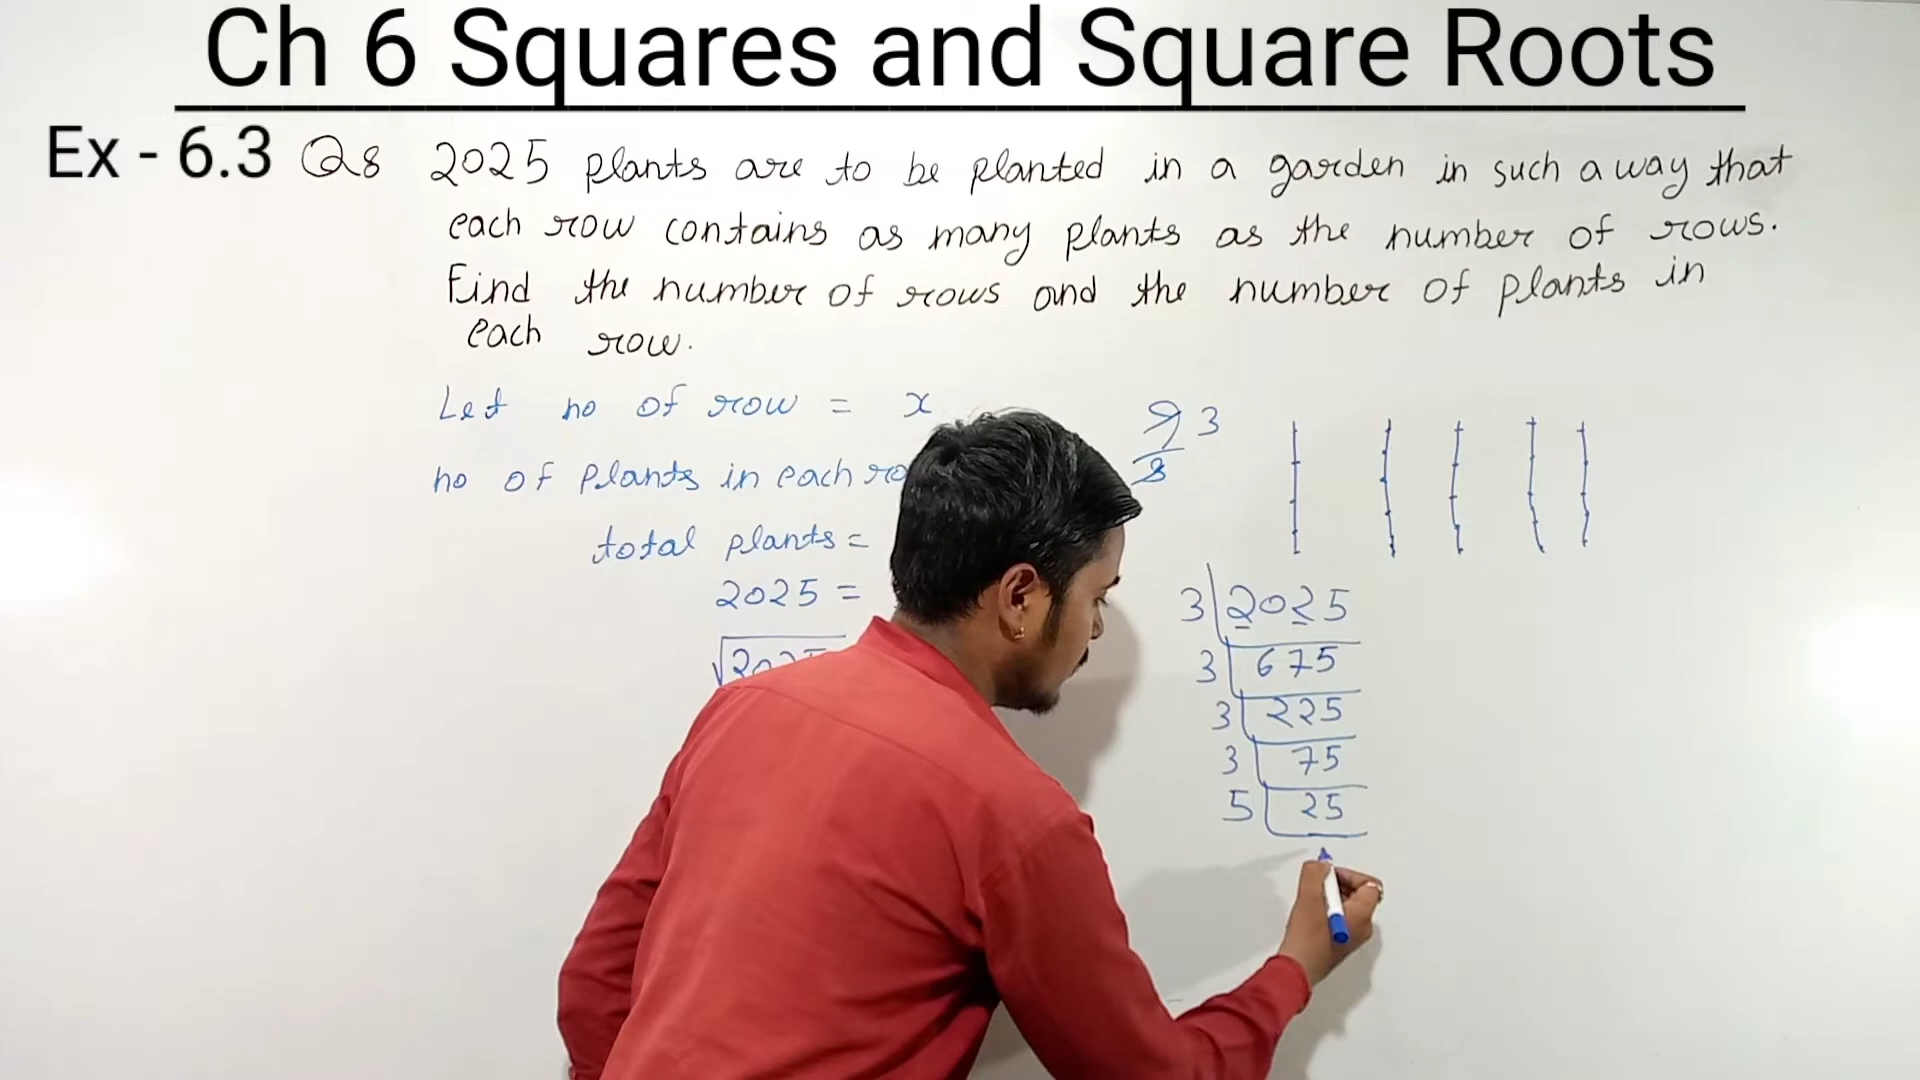 Ch 6 Squares and Square Roots
Ex - 6.3 Q8 2025 plants are to be planted in a garden in such a way that
each row contains as many plants as the number of rows.
Find the number of rows and the number of plants in
each row.
Let no of row = x
no of plants in each ro
total plants =
2025 =
√2025
9 3
3 2025
3 675
3 225
3 75
5 25